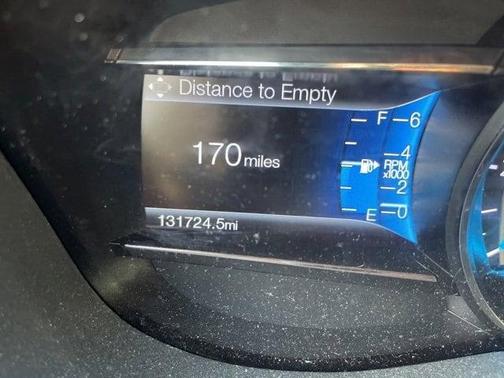 Distance to Empty
170 miles
131724.5mi
F 6
4
RPM
x1000
2
E 0